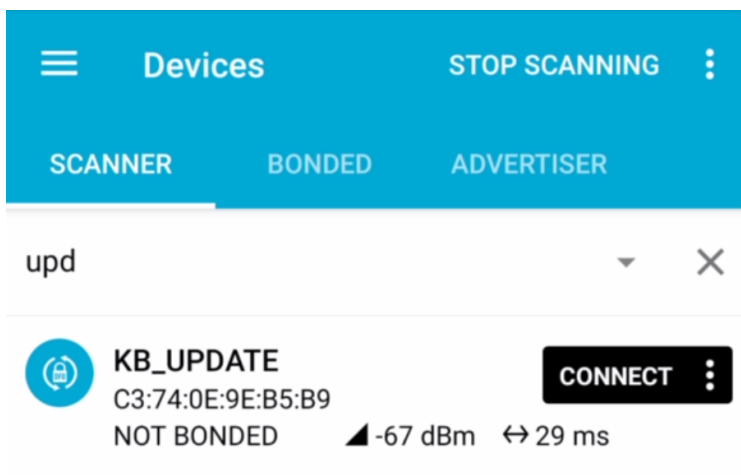 Devices STOP SCANNING
SCANNER BONDED ADVERTISER
upd
KB_UPDATE
CONNECT
C3:74:0E:9E:B5:B9
NOT BONDED -67 dBm 29 ms